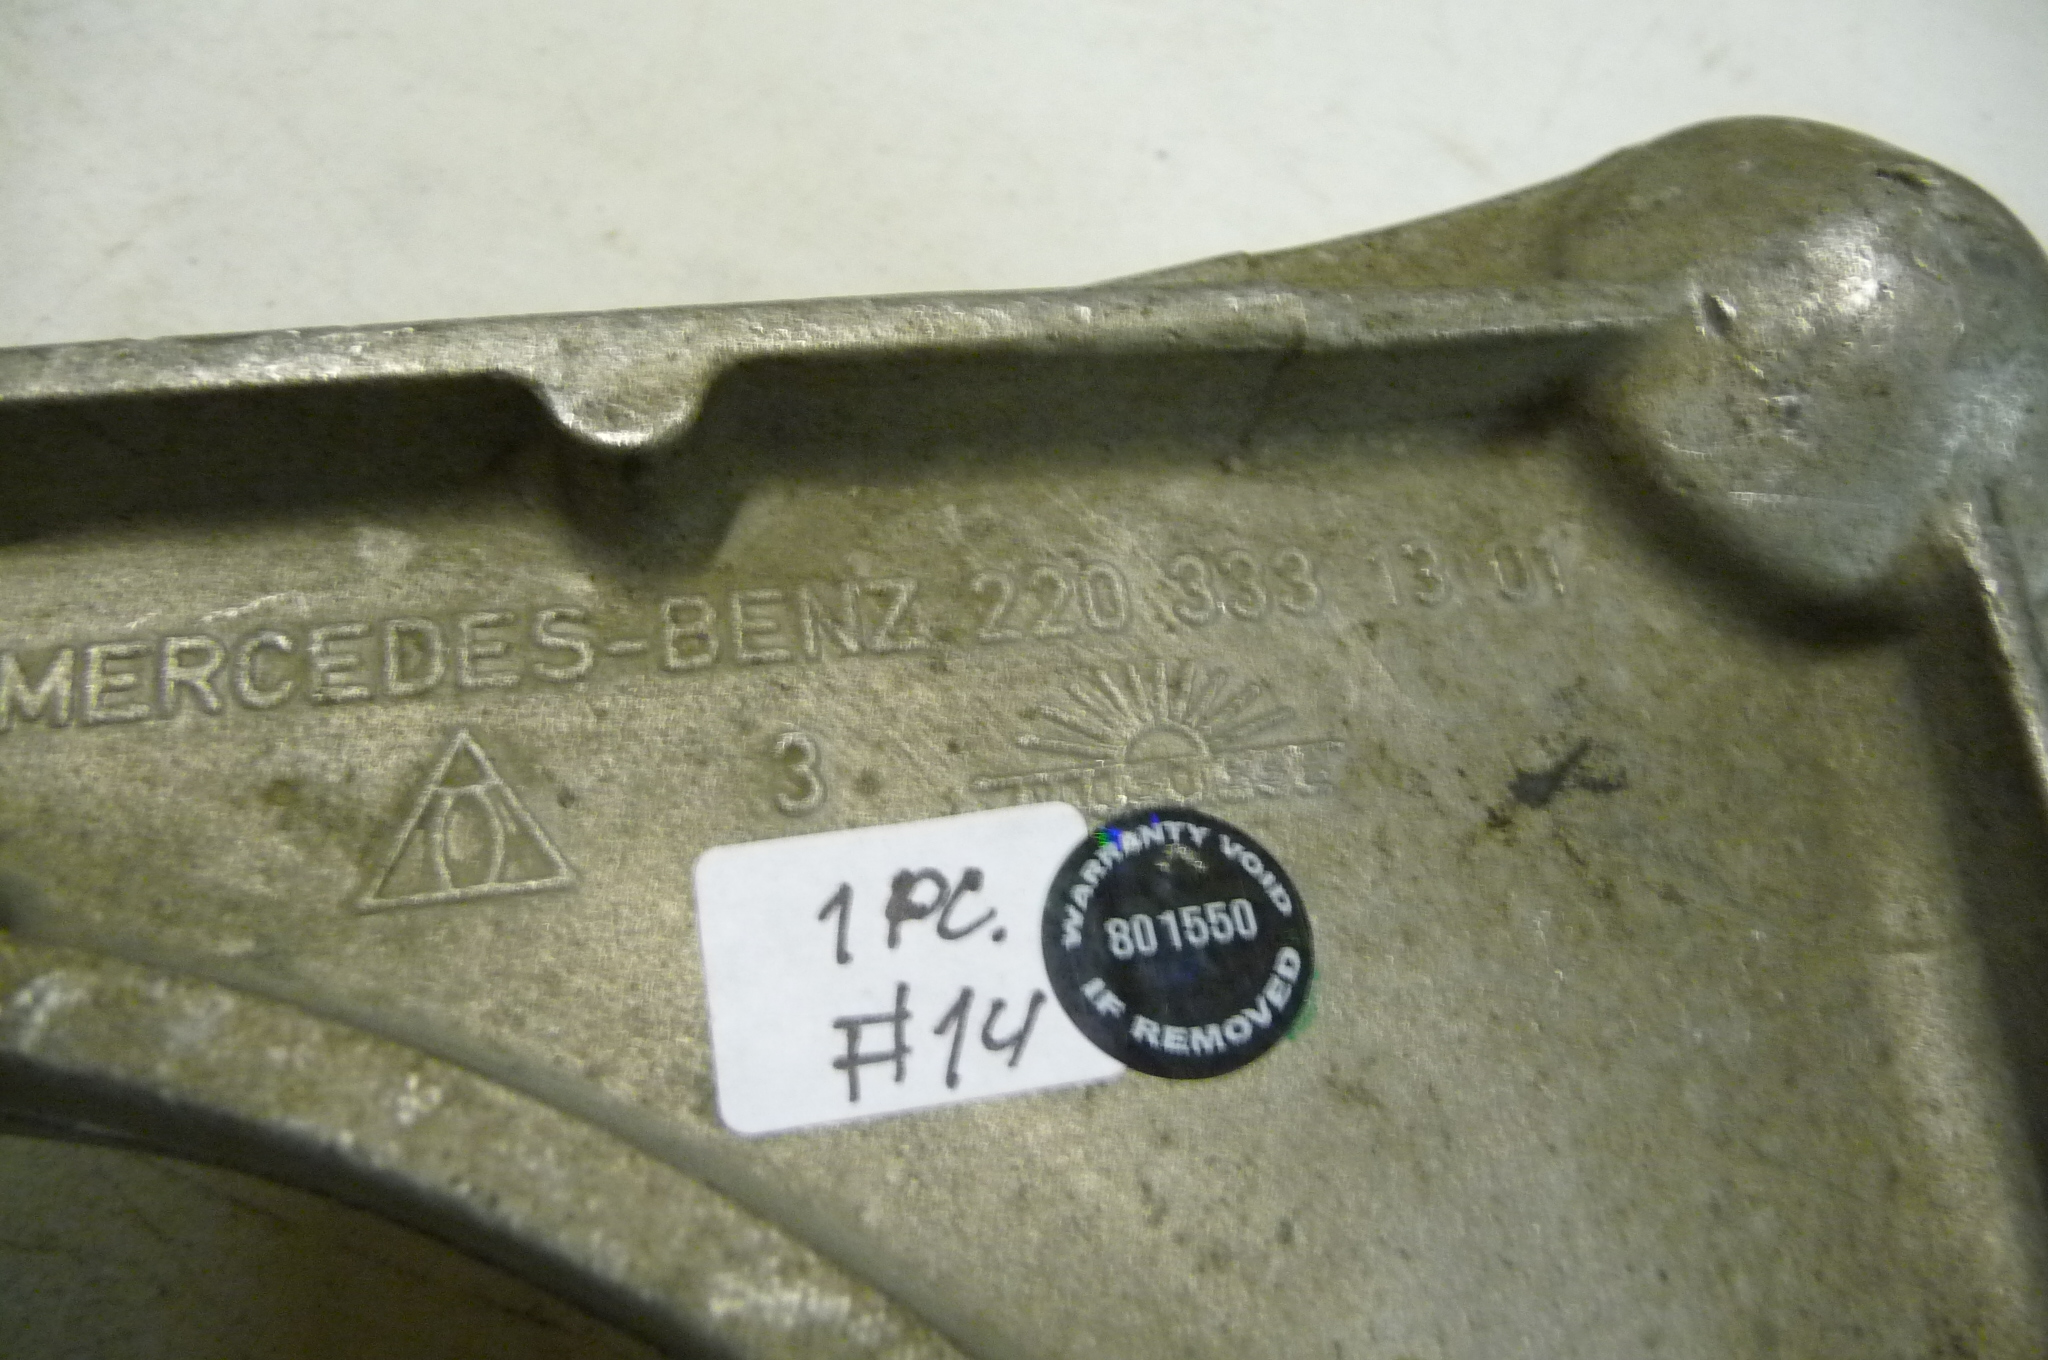 MERCEDES-BENZ 220 333 13 01
3
1 PC.
#14
WARRANTY VOID
801550
IF REMOVED